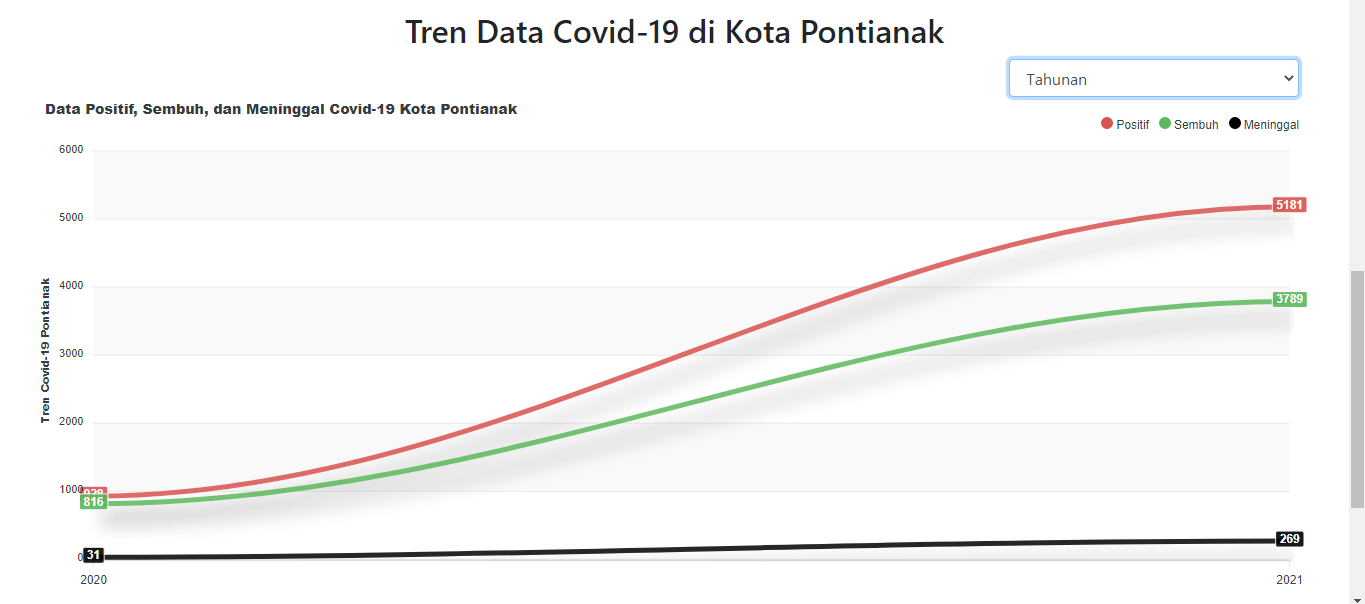 Tren Data Covid-19 di Kota Pontianak
Tahunan
Data Positif, Sembuh, dan Meninggal Covid-19 Kota Pontianak
Positif Sembuh Meninggal
6000
5000
4000
3000
2000
1000
0
Tren Covid-19 Pontianak
5181
3789
816
31
269
2020
2021